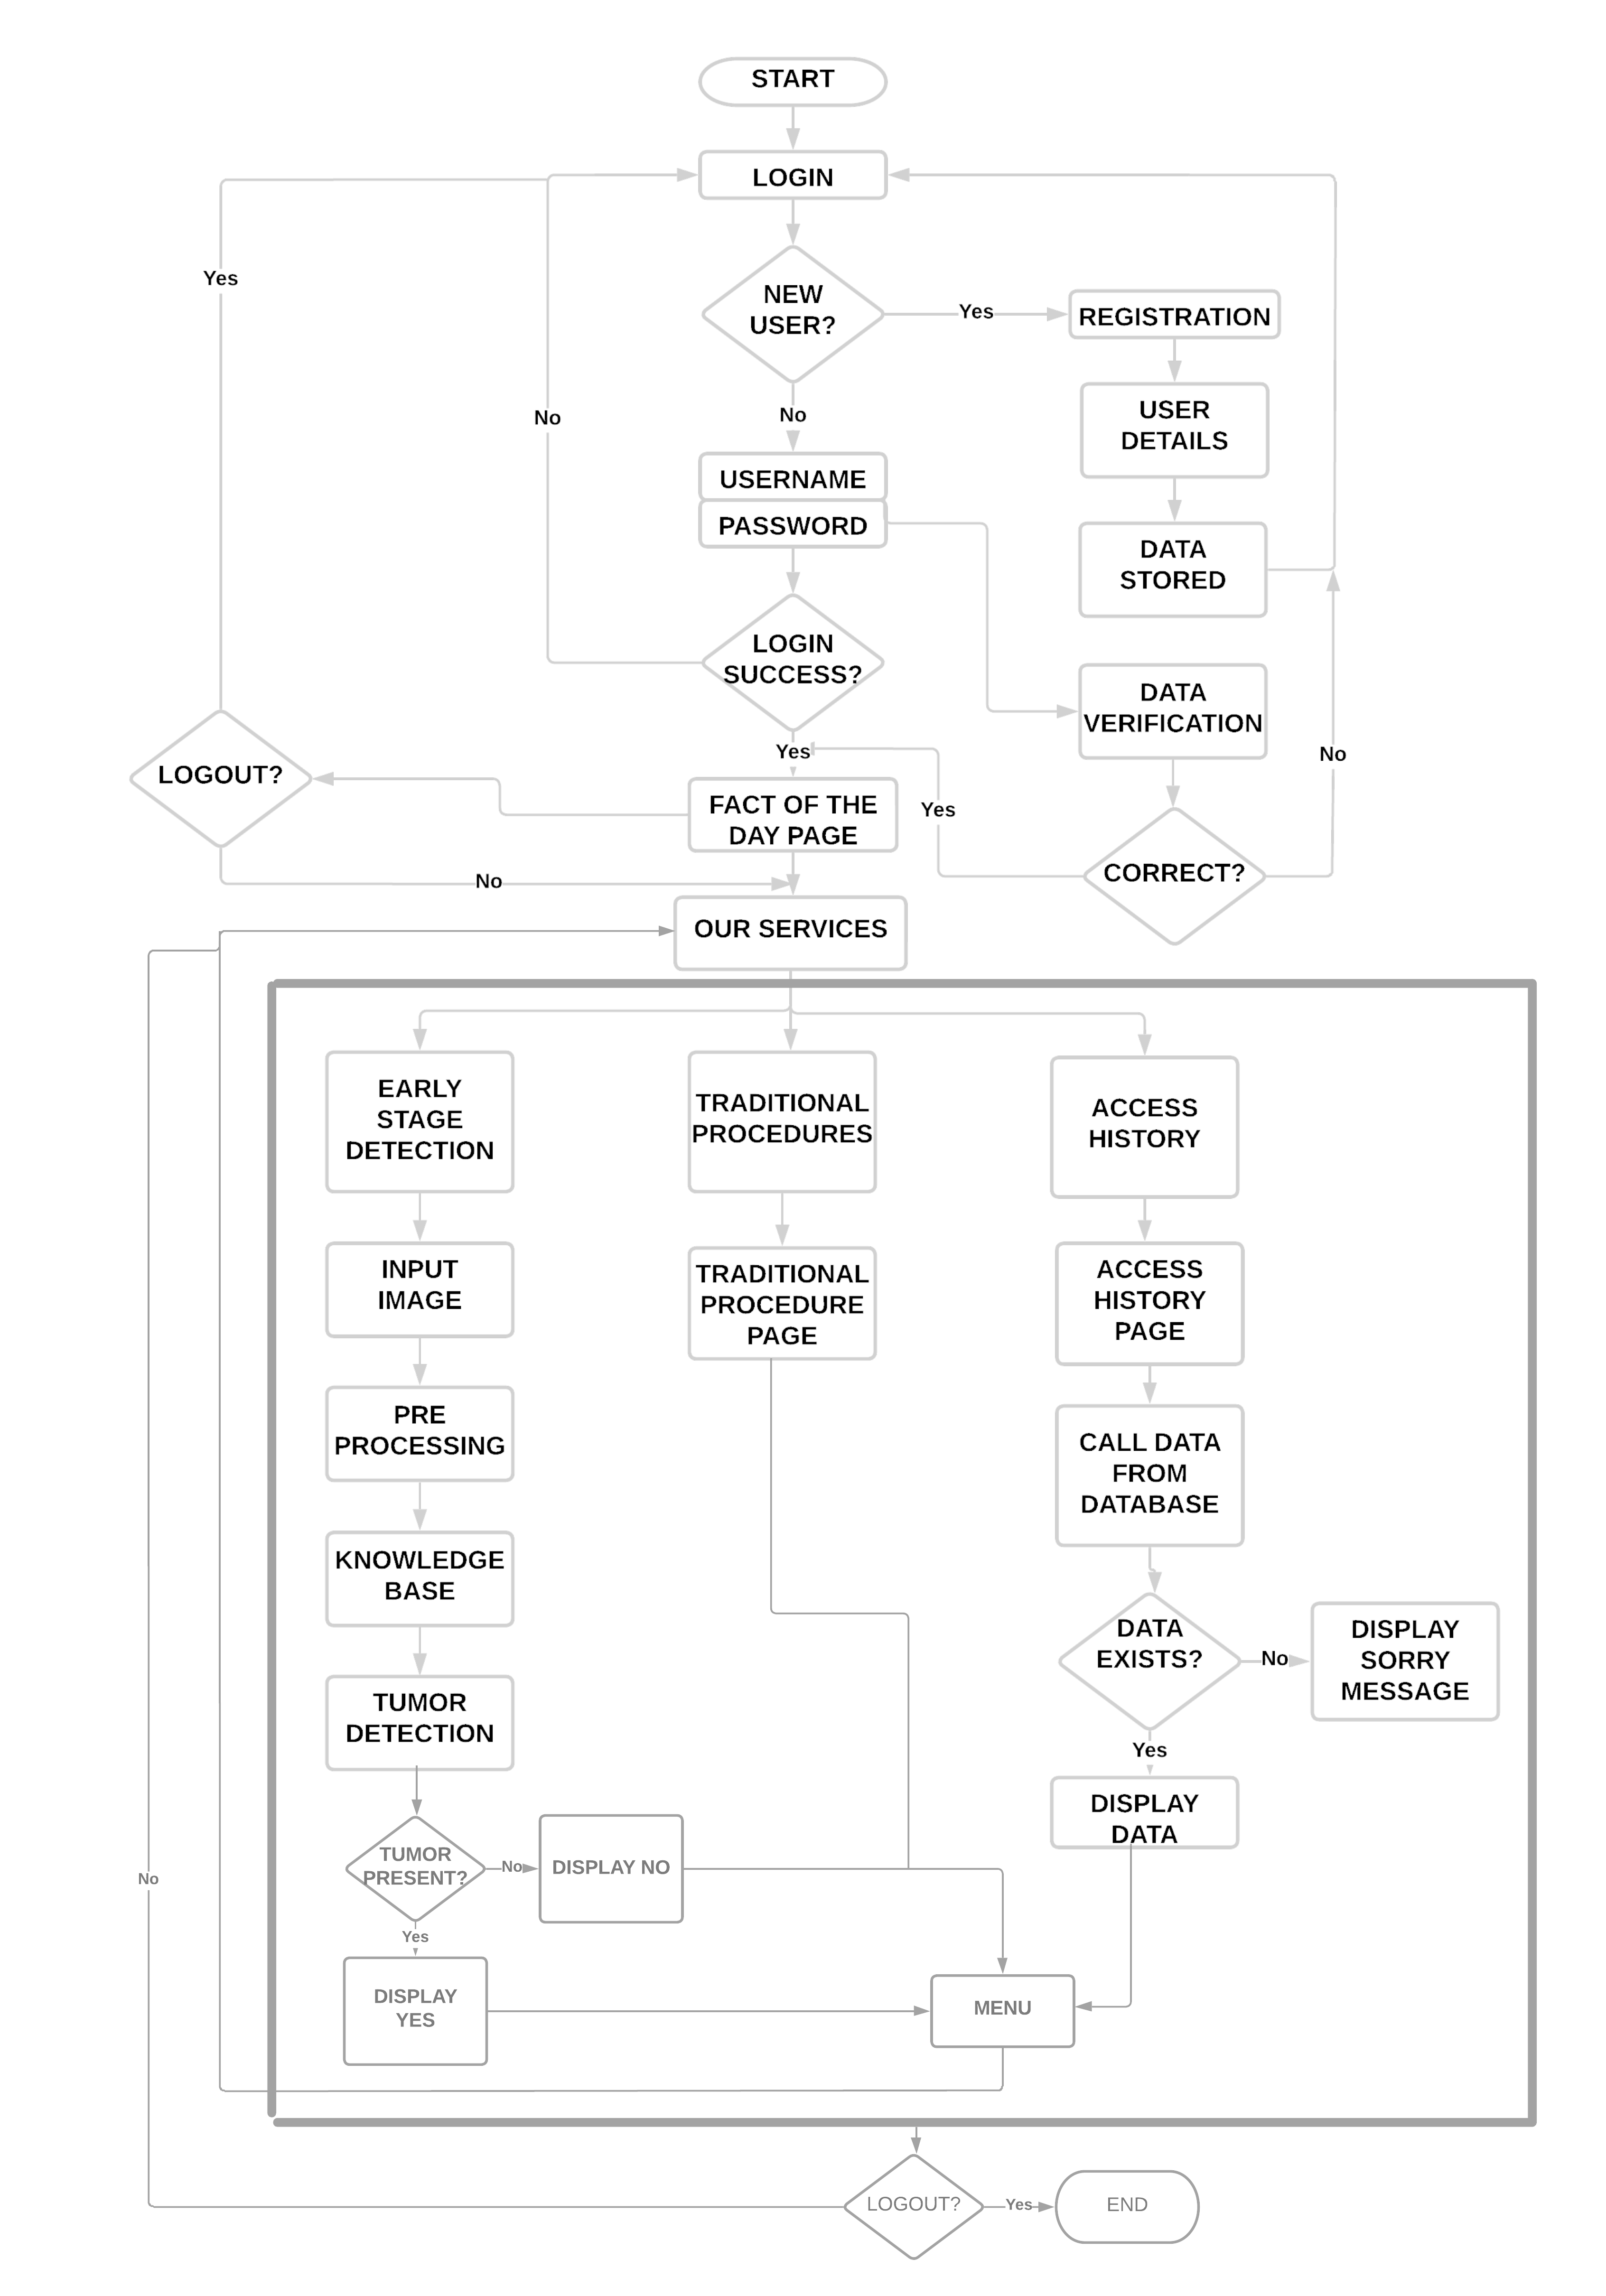 START
LOGIN
Yes
NEW
USER?
Yes
REGISTRATION
No
No
USER
DETAILS
USERNAME
PASSWORD
DATA
STORED
LOGIN
SUCCESS?
DATA
VERIFICATION
Yes
No
LOGOUT?
FACT OF THE
DAY PAGE
Yes
CORRECT?
No
OUR SERVICES
EARLY
STAGE
DETECTION
TRADITIONAL
PROCEDURES
ACCESS
HISTORY
INPUT
IMAGE
TRADITIONAL
PROCEDURE
PAGE
ACCESS
HISTORY
PAGE
PRE
PROCESSING
CALL DATA
FROM
DATABASE
KNOWLEDGE
BASE
DATA
EXISTS?
No
DISPLAY
SORRY
MESSAGE
TUMOR
DETECTION
Yes
DISPLAY
DATA
TUMOR
PRESENT?
No
DISPLAY NO
No
Yes
DISPLAY
YES
MENU
LOGOUT?
Yes
END